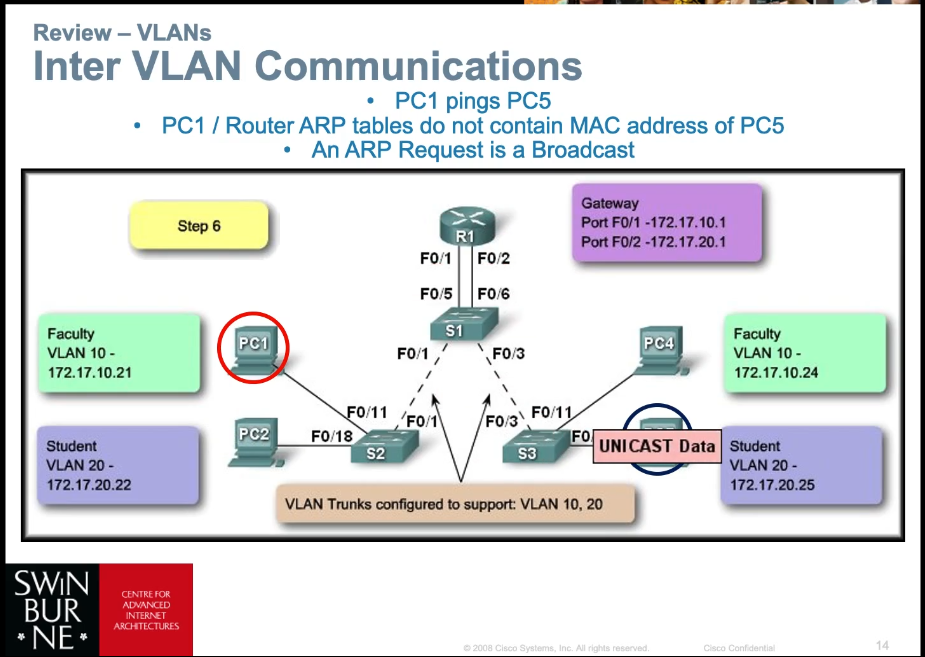 Review – VLANs
Inter VLAN Communications
• PC1 pings PC5
• PC1 / Router ARP tables do not contain MAC address of PC5
• An ARP Request is a Broadcast
Step 6
Gateway
Port F0/1 -172.17.10.1
Port F0/2 -172.17.20.1
R1
F0/1
F0/2
F0/5
F0/6
S1
F0/1
F0/3
Faculty
VLAN 10 -
172.17.10.21
PC1
PC4
Faculty
VLAN 10 -
172.17.10.24
F0/11
F0/1
F0/3
F0/11
Student
VLAN 20 -
172.17.20.22
PC2
F0/18
S2
S3
UNICAST Data
Student
VLAN 20 -
172.17.20.25
VLAN Trunks configured to support: VLAN 10, 20
SWIN
BUR
* NE *
CENTRE FOR
ADVANCED
INTERNET
ARCHITECTURES
© 2008 Cisco Systems, Inc. All rights reserved.
Cisco Confidential
14